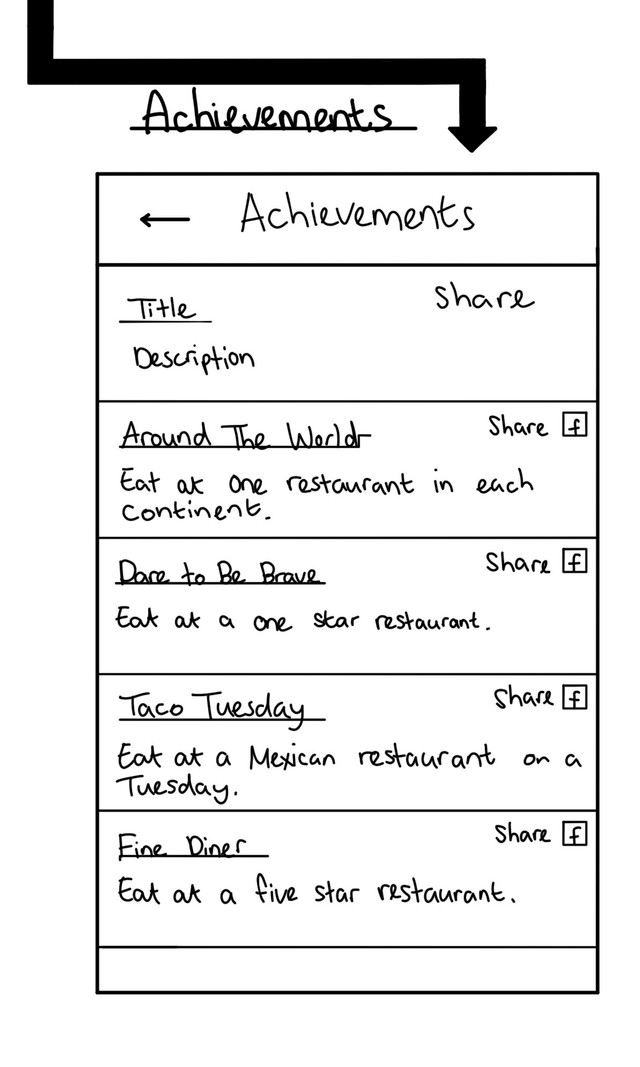 Achievements
← Achievements
Title Share
Description
Around The World Share f
Eat at one restaurant in each
continent.
Dare to Be Brave Share f
Eat at a one star restaurant.
Taco Tuesday Share f
Eat at a Mexican restaurant on a
Tuesday.
Fine Diner Share f
Eat at a five star restaurant.